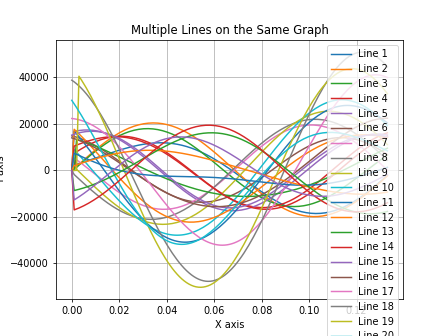 Multiple Lines on the Same Graph
40000
20000
0
−20000
−40000
0.00
0.02
0.04
0.06
0.08
0.10
X axis
Line 1
Line 2
Line 3
Line 4
Line 5
Line 6
Line 7
Line 8
Line 9
Line 10
Line 11
Line 12
Line 13
Line 14
Line 15
Line 16
Line 17
Line 18
Line 19
Line 20